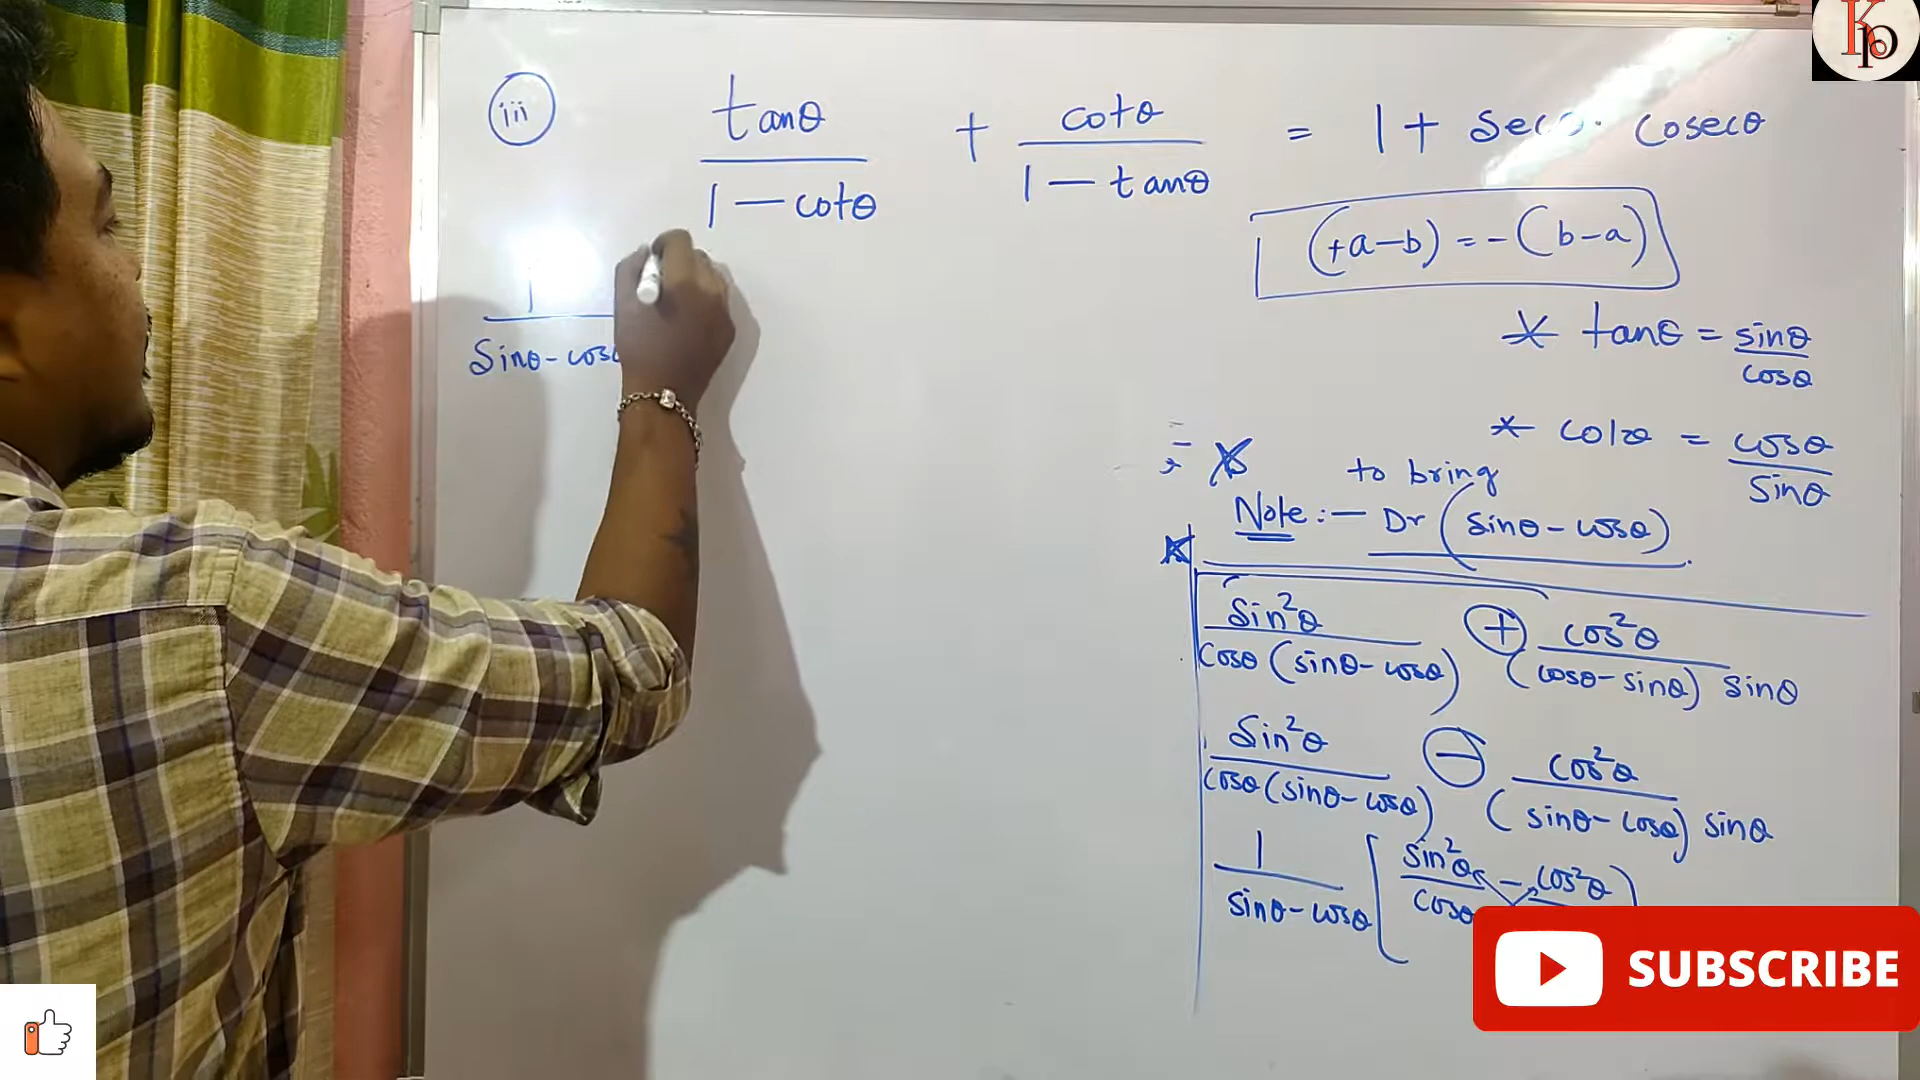 iii tanθ / 1 - cotθ + cotθ / 1 - tanθ = 1 + secθ · cosecθ
(+a-b) = -(b-a)
1 / Sinθ - cos
* tanθ = sinθ / cosθ
* cotθ = cosθ / sinθ
to bring
Note :- Dr (sinθ - cosθ)
Sin²θ / cosθ (sinθ - cosθ) + cos²θ / (cosθ - sinθ) sinθ
Sin²θ / cosθ (sinθ - cosθ) - cos²θ / (sinθ - cosθ) sinθ
1 / sinθ - cosθ [ sin²θ / cosθ - cos²θ
SUBSCRIBE